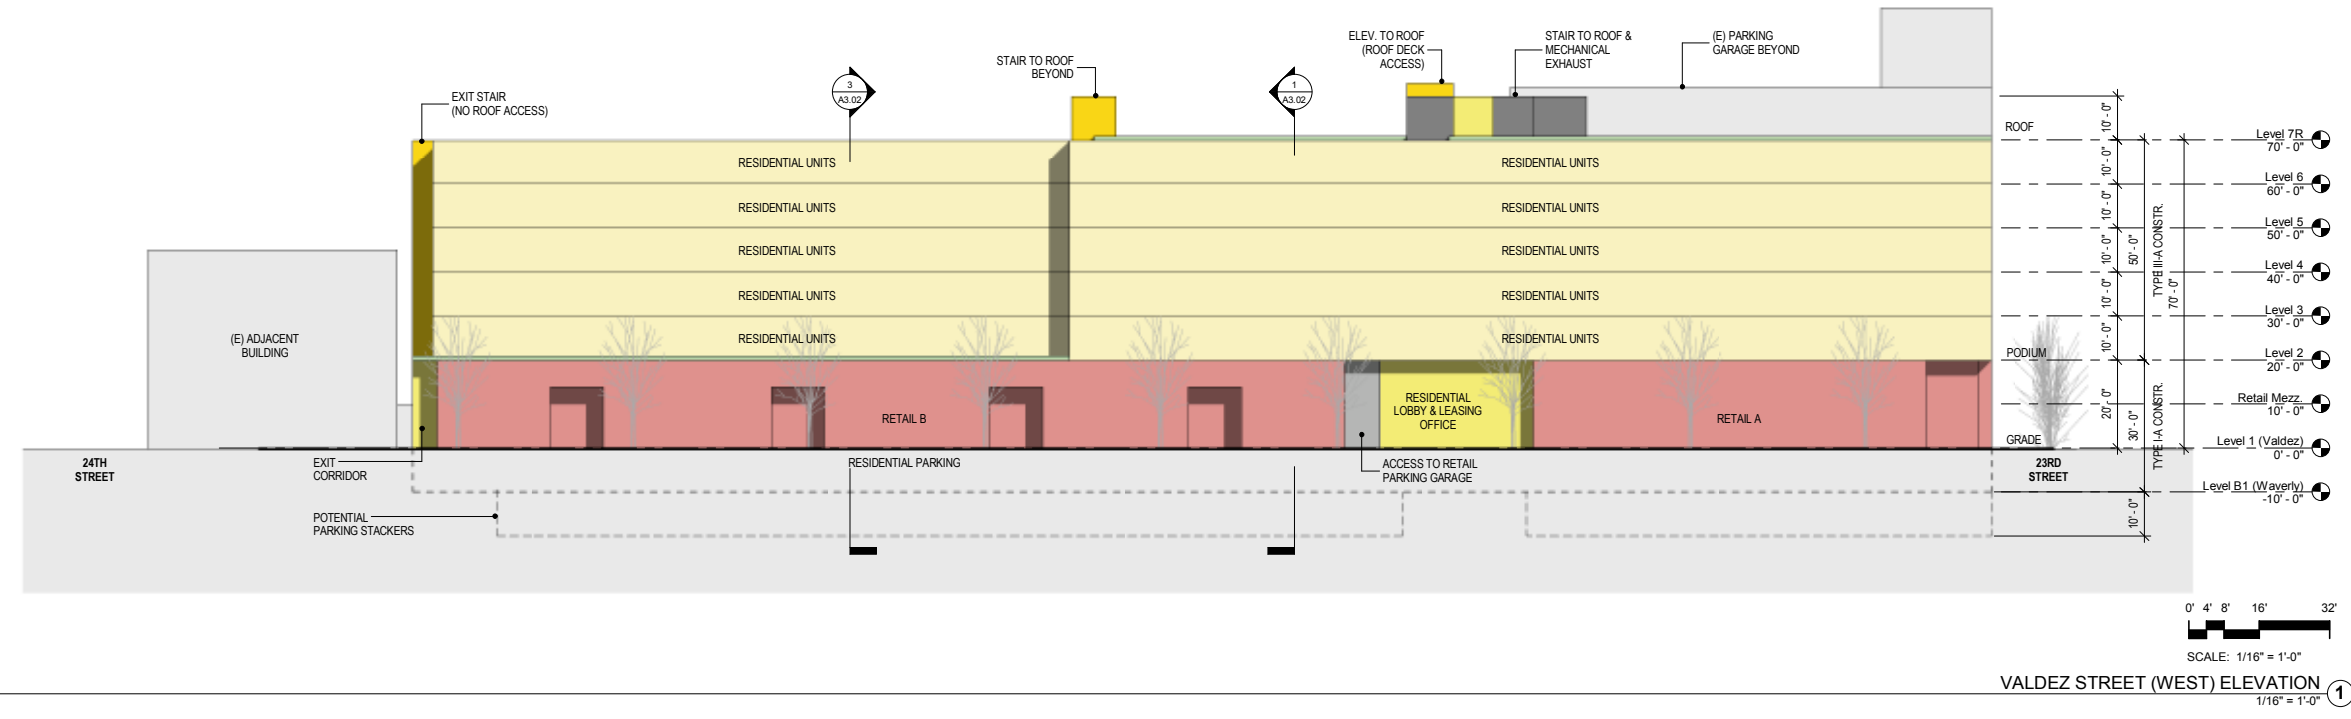 ELEV. TO ROOF
(ROOF DECK
ACCESS)
STAIR TO ROOF &
MECHANICAL
EXHAUST
(E) PARKING
GARAGE BEYOND
STAIR TO ROOF
BEYOND
EXIT STAIR
(NO ROOF ACCESS)
3
A3.02
1
A3.02
ROOF
10' - 0"
Level 7R
70' - 0"
RESIDENTIAL UNITS
RESIDENTIAL UNITS
10' - 0"
Level 6
60' - 0"
RESIDENTIAL UNITS
RESIDENTIAL UNITS
10' - 0"
Level 5
50' - 0"
RESIDENTIAL UNITS
RESIDENTIAL UNITS
10' - 0"
50' - 0"
TYPE III-A CONSTR.
70' - 0"
Level 4
40' - 0"
RESIDENTIAL UNITS
RESIDENTIAL UNITS
10' - 0"
Level 3
30' - 0"
RESIDENTIAL UNITS
RESIDENTIAL UNITS
10' - 0"
(E) ADJACENT
BUILDING
PODIUM
Level 2
20' - 0"
RETAIL B
RESIDENTIAL
LOBBY & LEASING
OFFICE
RETAIL A
20' - 0"
30' - 0"
TYPE I-A CONSTR.
Retail Mezz.
10' - 0"
GRADE
Level 1 (Valdez)
0' - 0"
24TH
STREET
EXIT
CORRIDOR
RESIDENTIAL PARKING
ACCESS TO RETAIL
PARKING GARAGE
23RD
STREET
Level B1 (Waverly)
-10' - 0"
POTENTIAL
PARKING STACKERS
10' - 0"
0' 4' 8' 16' 32'
SCALE: 1/16" = 1'-0"
VALDEZ STREET (WEST) ELEVATION
1/16" = 1'-0"
1